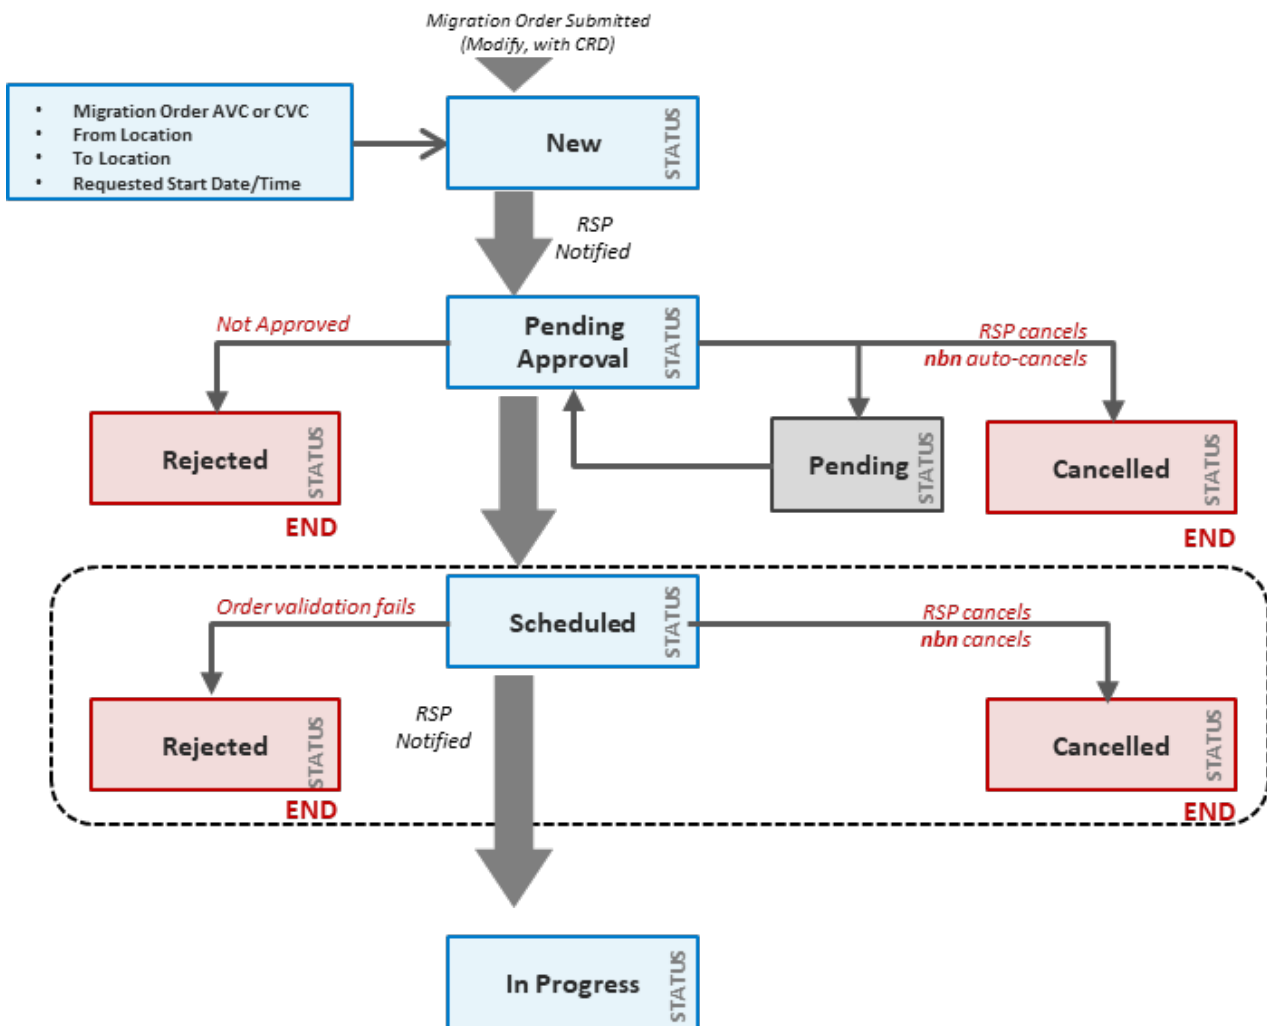 Migration Order Submitted
(Modify, with CRD)
• Migration Order AVC or CVC
• From Location
• To Location
• Requested Start Date/Time
New
STATUS
RSP
Notified
Pending
Approval
STATUS
Not Approved
RSP cancels
nbn auto-cancels
Rejected
STATUS
END
Pending
STATUS
Cancelled
STATUS
END
Scheduled
STATUS
Order validation fails
RSP cancels
nbn cancels
Rejected
STATUS
END
RSP
Notified
Cancelled
STATUS
END
In Progress
STATUS